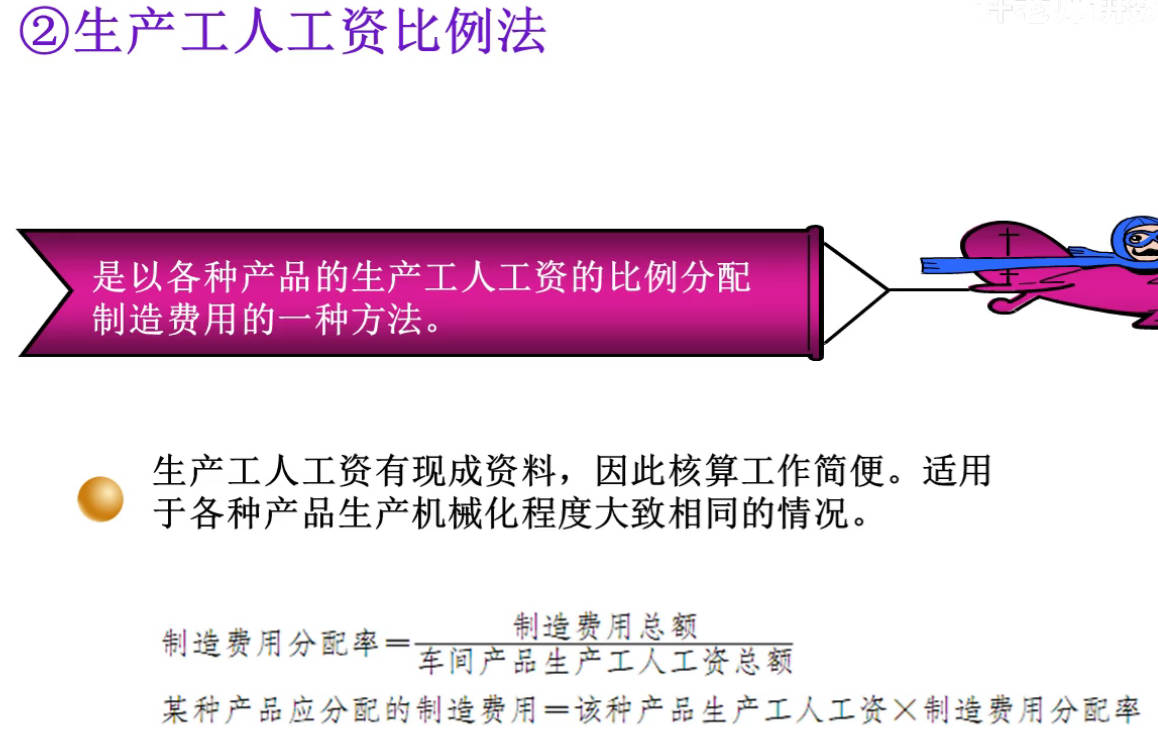 ②生产工人工资比例法
是以各种产品的生产工人工资的比例分配
制造费用的一种方法。
生产工人工资有现成资料，因此核算工作简便。适用
于各种产品生产机械化程度大致相同的情况。
制造费用分配率＝制造费用总额
车间产品生产工人工资总额
某种产品应分配的制造费用＝该种产品生产工人工资×制造费用分配率